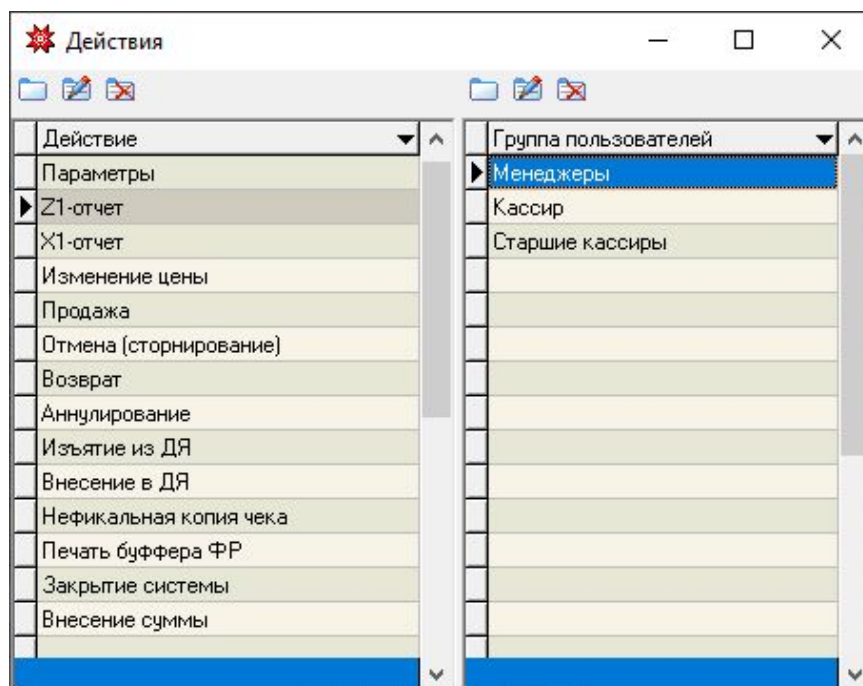 Действия
Действие
Параметры
Z1-отчет
X1-отчет
Изменение цены
Продажа
Отмена (сторнирование)
Возврат
Аннулирование
Изъятие из ДЯ
Внесение в ДЯ
Нефикальная копия чека
Печать буффера ФР
Закрытие системы
Внесение суммы
Группа пользователей
Менеджеры
Кассир
Старшие кассиры